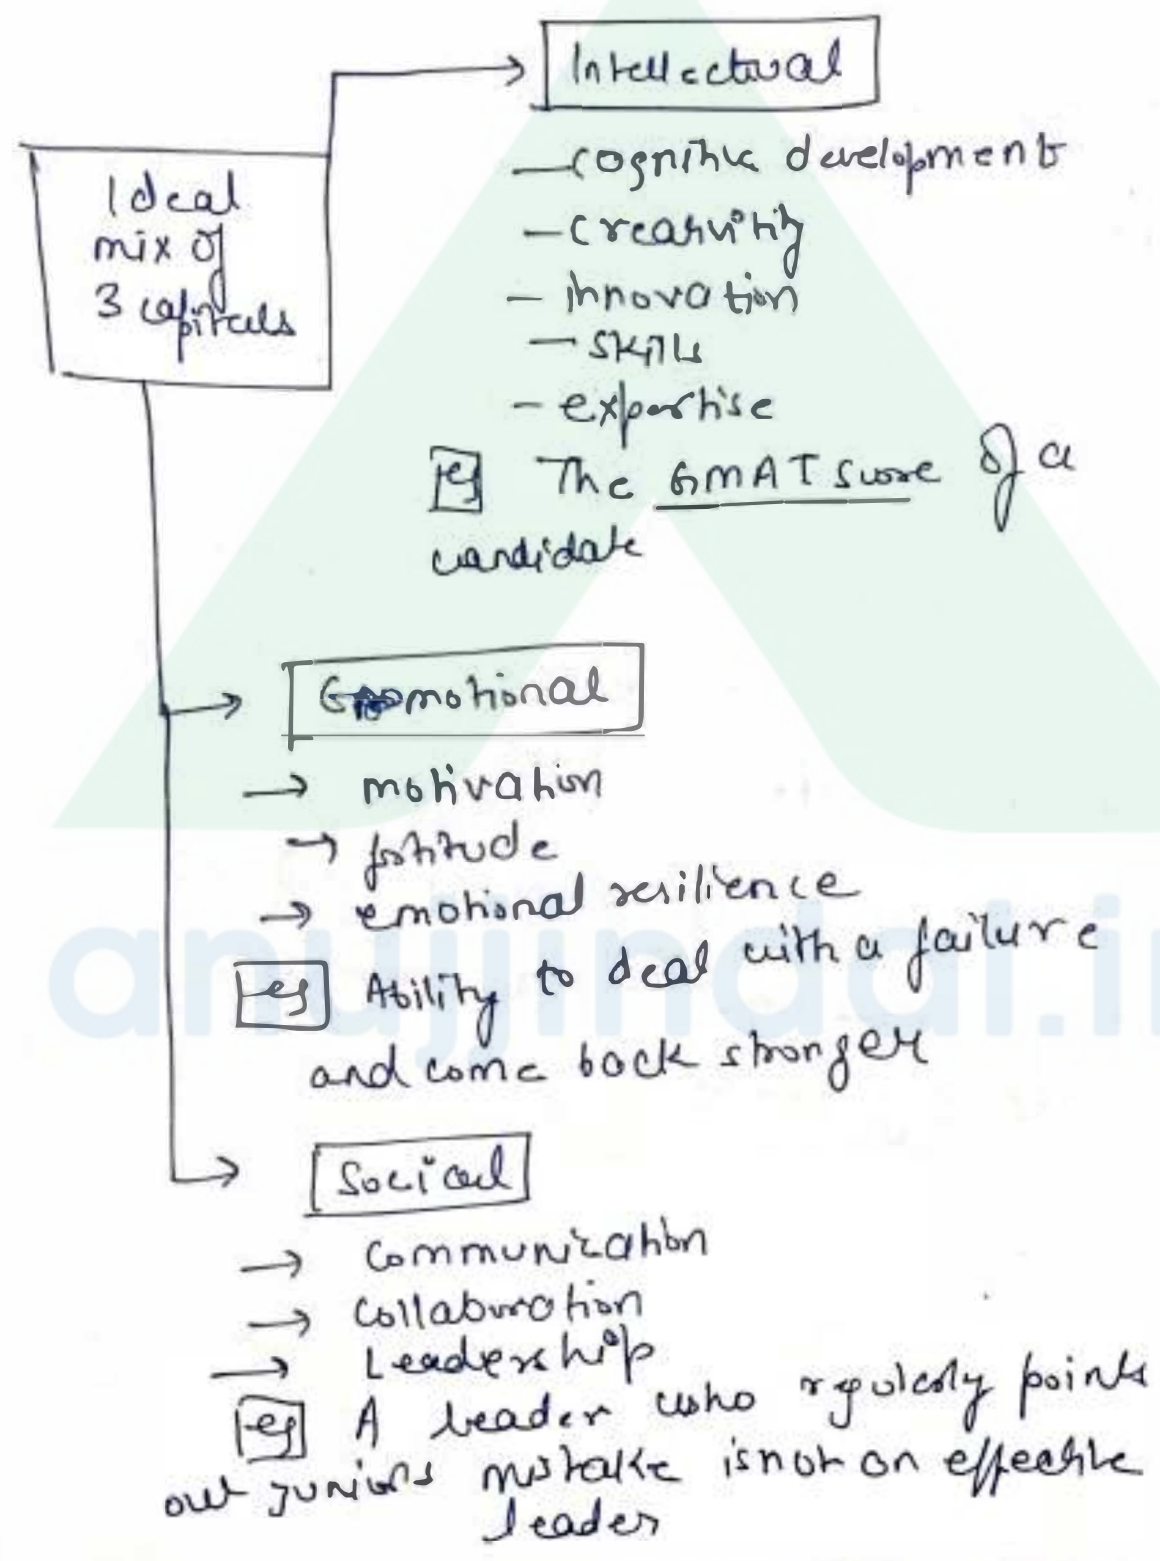 Intellectual
Ideal
mix of
3 capitals
— cognitive development
— creativity
— innovation
— skills
— expertise
eg The GMAT Score of a
candidate
Emotional
→ motivation
→ fortitude
→ emotional resilience
eg Ability to deal with a failure
and come back stronger
Social
→ Communication
→ Collaboration
→ Leadership
eg A leader who regularly points
out juniors mistake is not an effective
leader
anujjindal.i